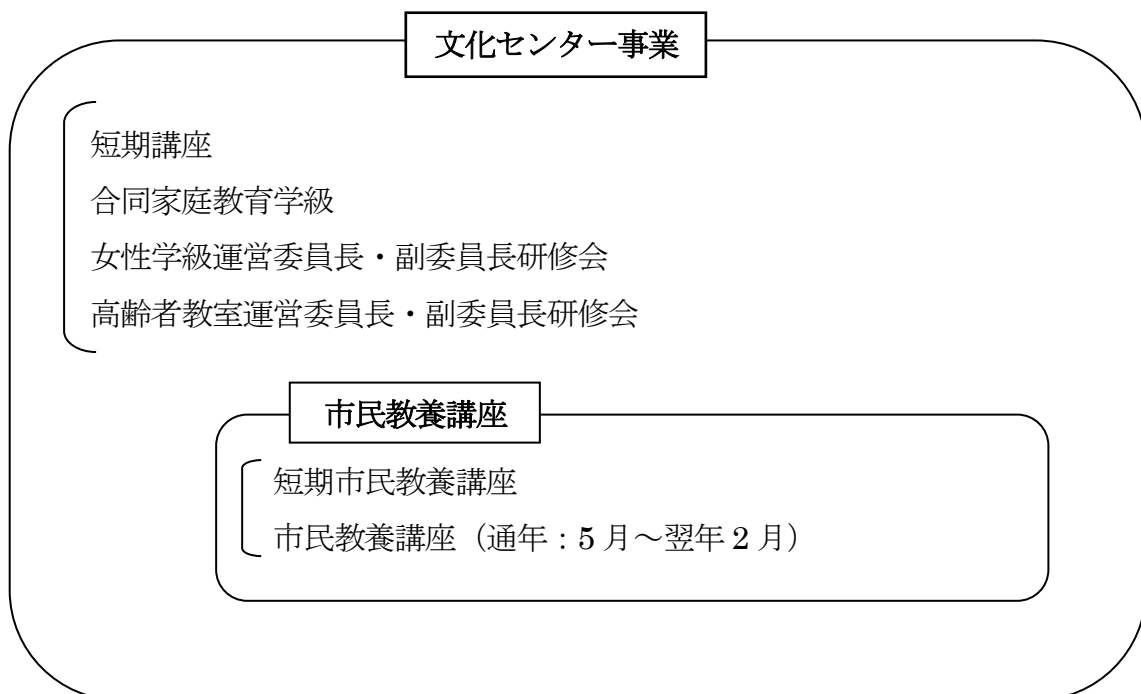 文化センター事業
短期講座
合同家庭教育学級
女性学級運営委員長・副委員長研修会
高齢者教室運営委員長・副委員長研修会
市民教養講座
短期市民教養講座
市民教養講座（通年：5月～翌年2月）